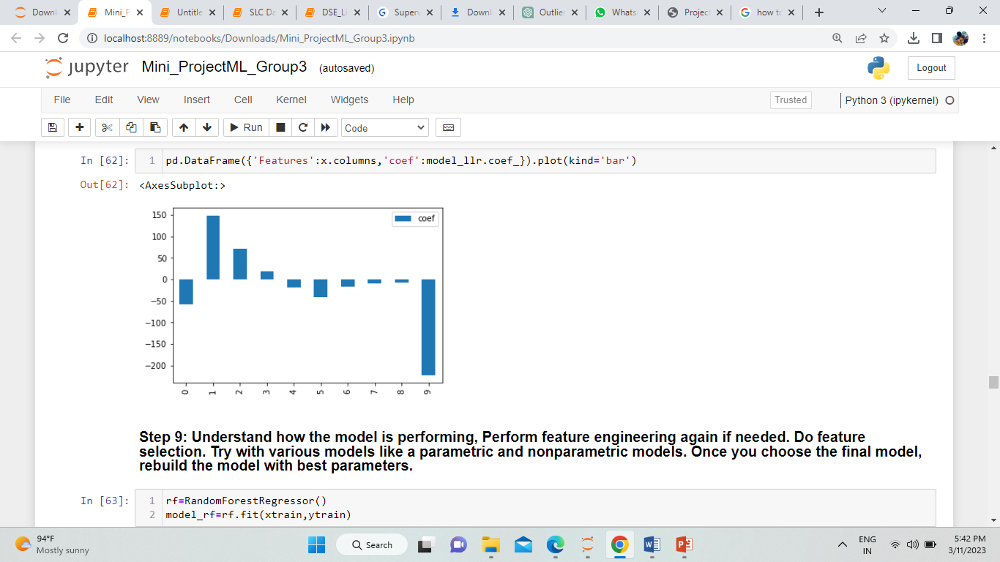 Downl
Mini_P
Untitle
SLC Da
DSE_Li
Superv
Downl
Outlier
Whats
Project
how to
localhost:8889/notebooks/Downloads/Mini_ProjectML_Group3.ipynb
jupyter Mini_ProjectML_Group3 (autosaved)
Logout
File Edit View Insert Cell Kernel Widgets Help
Trusted
Python 3 (ipykernel)
Run
Code
In [62]: 1 pd.DataFrame({'Features':x.columns,'coef':model_llr.coef_}).plot(kind='bar')
Out[62]: <AxesSubplot:>
coef
150
100
50
0
−50
−100
−150
−200
0 1 2 3 4 5 6 7 8 9
Step 9: Understand how the model is performing, Perform feature engineering again if needed. Do feature
selection. Try with various models like a parametric and nonparametric models. Once you choose the final model,
rebuild the model with best parameters.
In [63]: 1 rf=RandomForestRegressor()
2 model_rf=rf.fit(xtrain,ytrain)
94°F
Mostly sunny
Search
ENG
IN
5:42 PM
3/11/2023